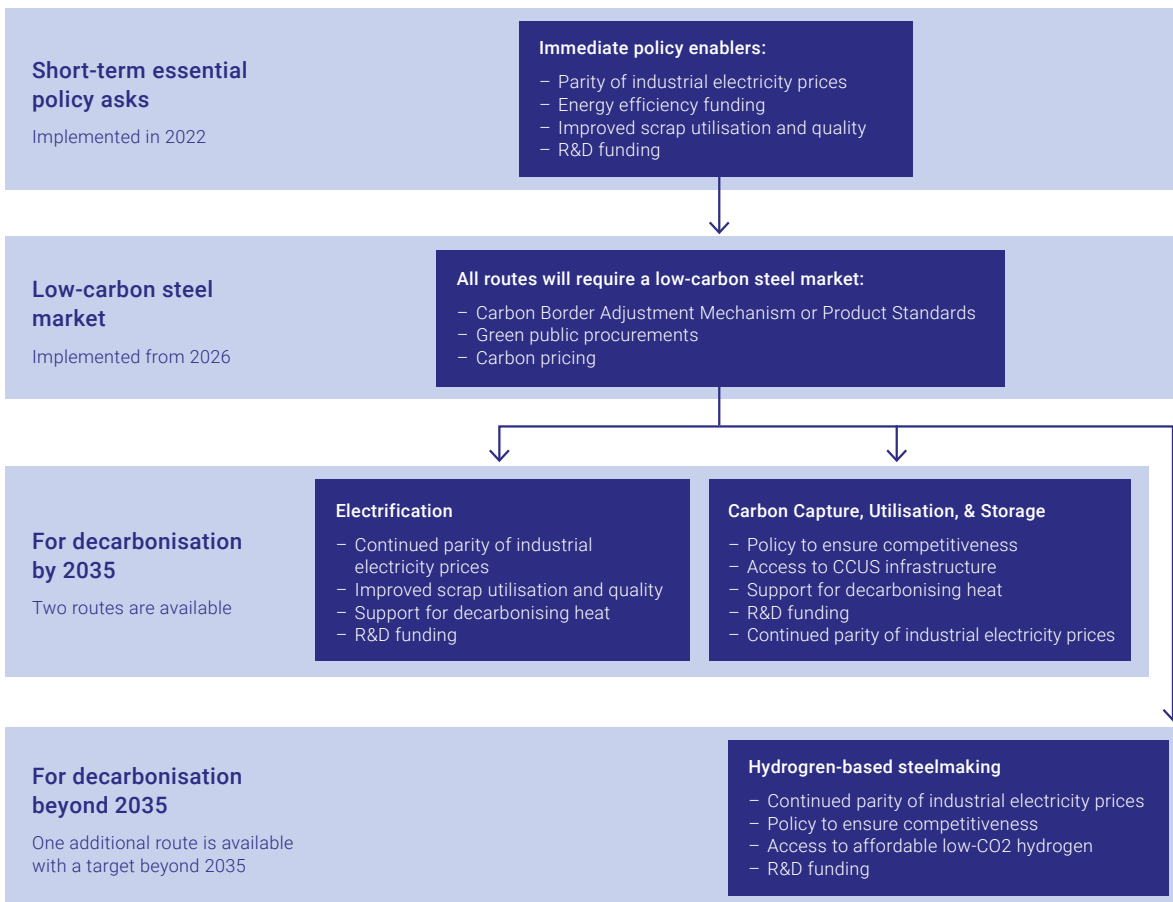 Short-term essential
policy asks
Implemented in 2022
Immediate policy enablers:
– Parity of industrial electricity prices
– Energy efficiency funding
– Improved scrap utilisation and quality
– R&D funding
Low-carbon steel
market
Implemented from 2026
All routes will require a low-carbon steel market:
– Carbon Border Adjustment Mechanism or Product Standards
– Green public procurements
– Carbon pricing
For decarbonisation
by 2035
Two routes are available
Electrification
– Continued parity of industrial
electricity prices
– Improved scrap utilisation and quality
– Support for decarbonising heat
– R&D funding
Carbon Capture, Utilisation, & Storage
– Policy to ensure competitiveness
– Access to CCUS infrastructure
– Support for decarbonising heat
– R&D funding
– Continued parity of industrial electricity prices
For decarbonisation
beyond 2035
One additional route is available
with a target beyond 2035
Hydrogren-based steelmaking
– Continued parity of industrial electricity prices
– Policy to ensure competitiveness
– Access to affordable low-CO2 hydrogen
– R&D funding